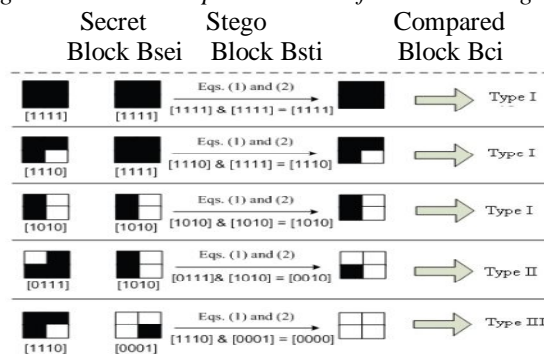 Secret Stego Compared
Block Bsei Block Bsti Block Bci
Eqs. (1) and (2)
[1111] [1111] [1111] & [1111] = [1111] Type I
Eqs. (1) and (2)
[1110] [1111] [1110] & [1111] = [1110] Type I
Eqs. (1) and (2)
[1010] [1010] [1010] & [1010] = [1010] Type I
Eqs. (1) and (2)
[0111] [1010] [0111]& [1010] = [0010] Type II
Eqs. (1) and (2)
[1110] [0001] [1110] & [0001] = [0000] Type III